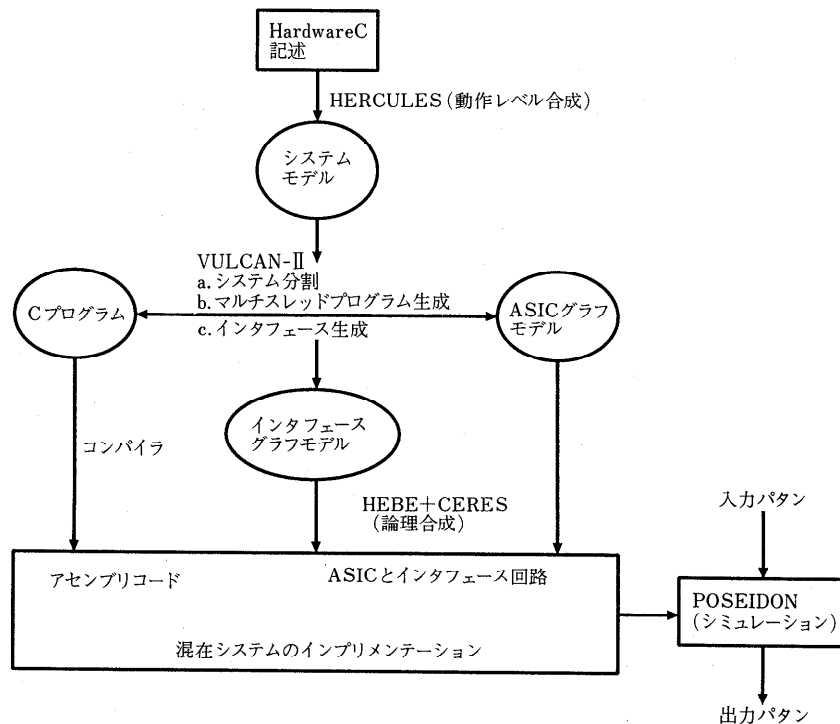 HardwareC
記述
HERCULES(動作レベル合成)
システム
モデル
VULCAN-Ⅱ
a.システム分割
b.マルチスレッドプログラム生成
c.インタフェース生成
Cプログラム
ASICグラフ
モデル
インタフェース
グラフモデル
コンパイラ
HEBE+CERES
(論理合成)
入力パタン
アセンブリコード
ASICとインタフェース回路
混在システムのインプリメンテーション
POSEIDON
(シミュレーション)
出力パタン